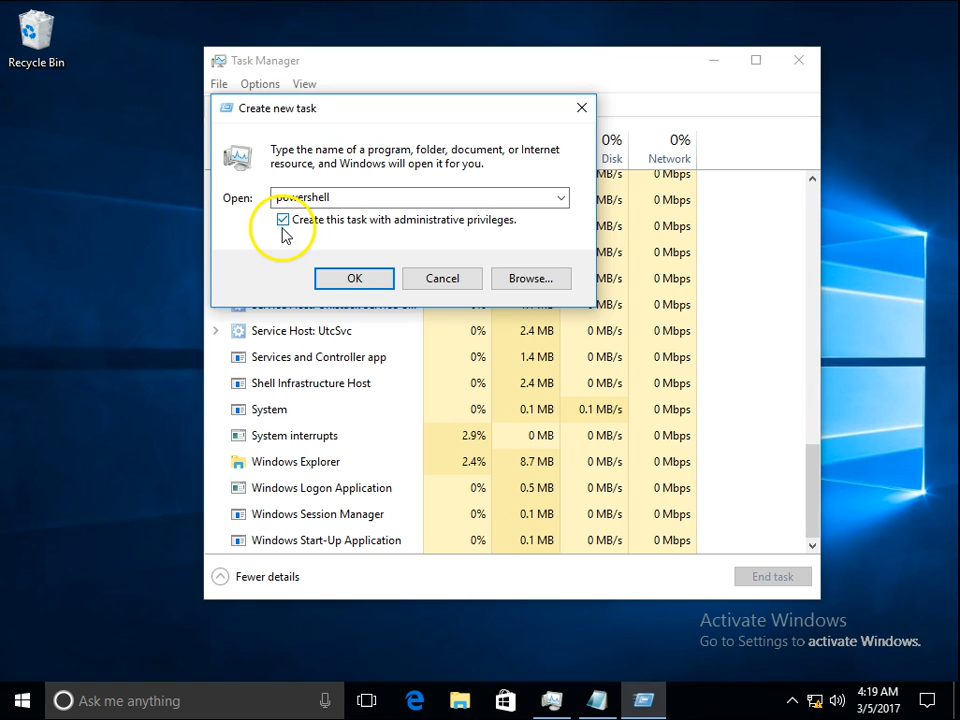 Recycle Bin
Task Manager
File Options View
Create new task
Type the name of a program, folder, document, or Internet
resource, and Windows will open it for you.
Open: powershell
Create this task with administrative privileges.
OK Cancel Browse...
0% 0%
Disk Network
MB/s 0 Mbps
MB/s 0 Mbps
MB/s 0 Mbps
MB/s 0 Mbps
MB/s 0 Mbps
0 MB/s 0 Mbps
Service Host: UtcSvc 0% 2.4 MB 0 MB/s 0 Mbps
Services and Controller app 0% 1.4 MB 0 MB/s 0 Mbps
Shell Infrastructure Host 0% 2.4 MB 0 MB/s 0 Mbps
System 0% 0.1 MB 0.1 MB/s 0 Mbps
System interrupts 2.9% 0 MB 0 MB/s 0 Mbps
Windows Explorer 2.4% 8.7 MB 0 MB/s 0 Mbps
Windows Logon Application 0% 0.5 MB 0 MB/s 0 Mbps
Windows Session Manager 0% 0.1 MB 0 MB/s 0 Mbps
Windows Start-Up Application 0% 0.1 MB 0 MB/s 0 Mbps
Fewer details End task
Activate Windows
Go to Settings to activate Windows.
Ask me anything
4:19 AM
3/5/2017